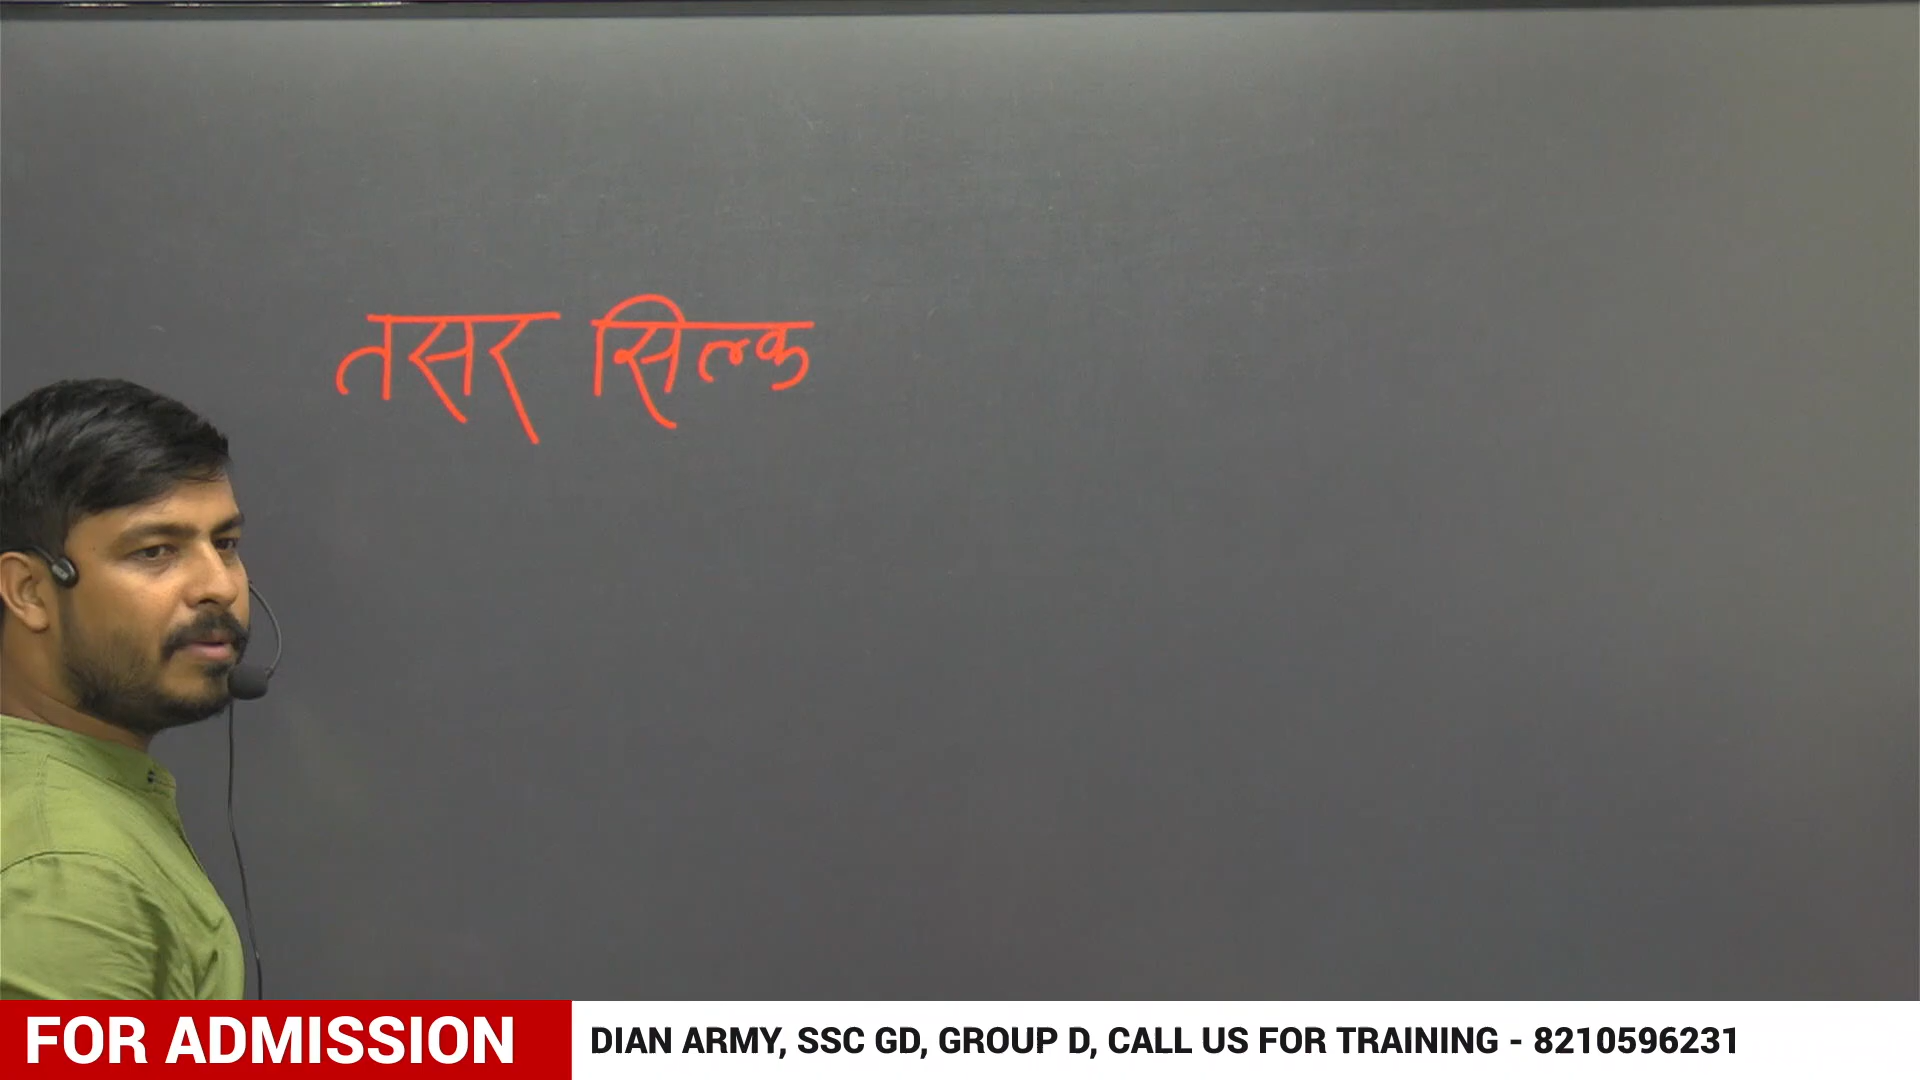 तसर सिल्क
FOR ADMISSION
DIAN ARMY, SSC GD, GROUP D, CALL US FOR TRAINING - 8210596231